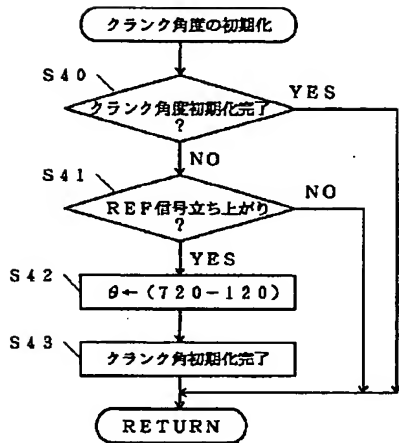 クランク角度の初期化
S40
クランク角度初期化完了
?
YES
NO
S41
REF信号立ち上がり
?
NO
YES
S42
θ←(720-120)
S43
クランク角初期化完了
RETURN